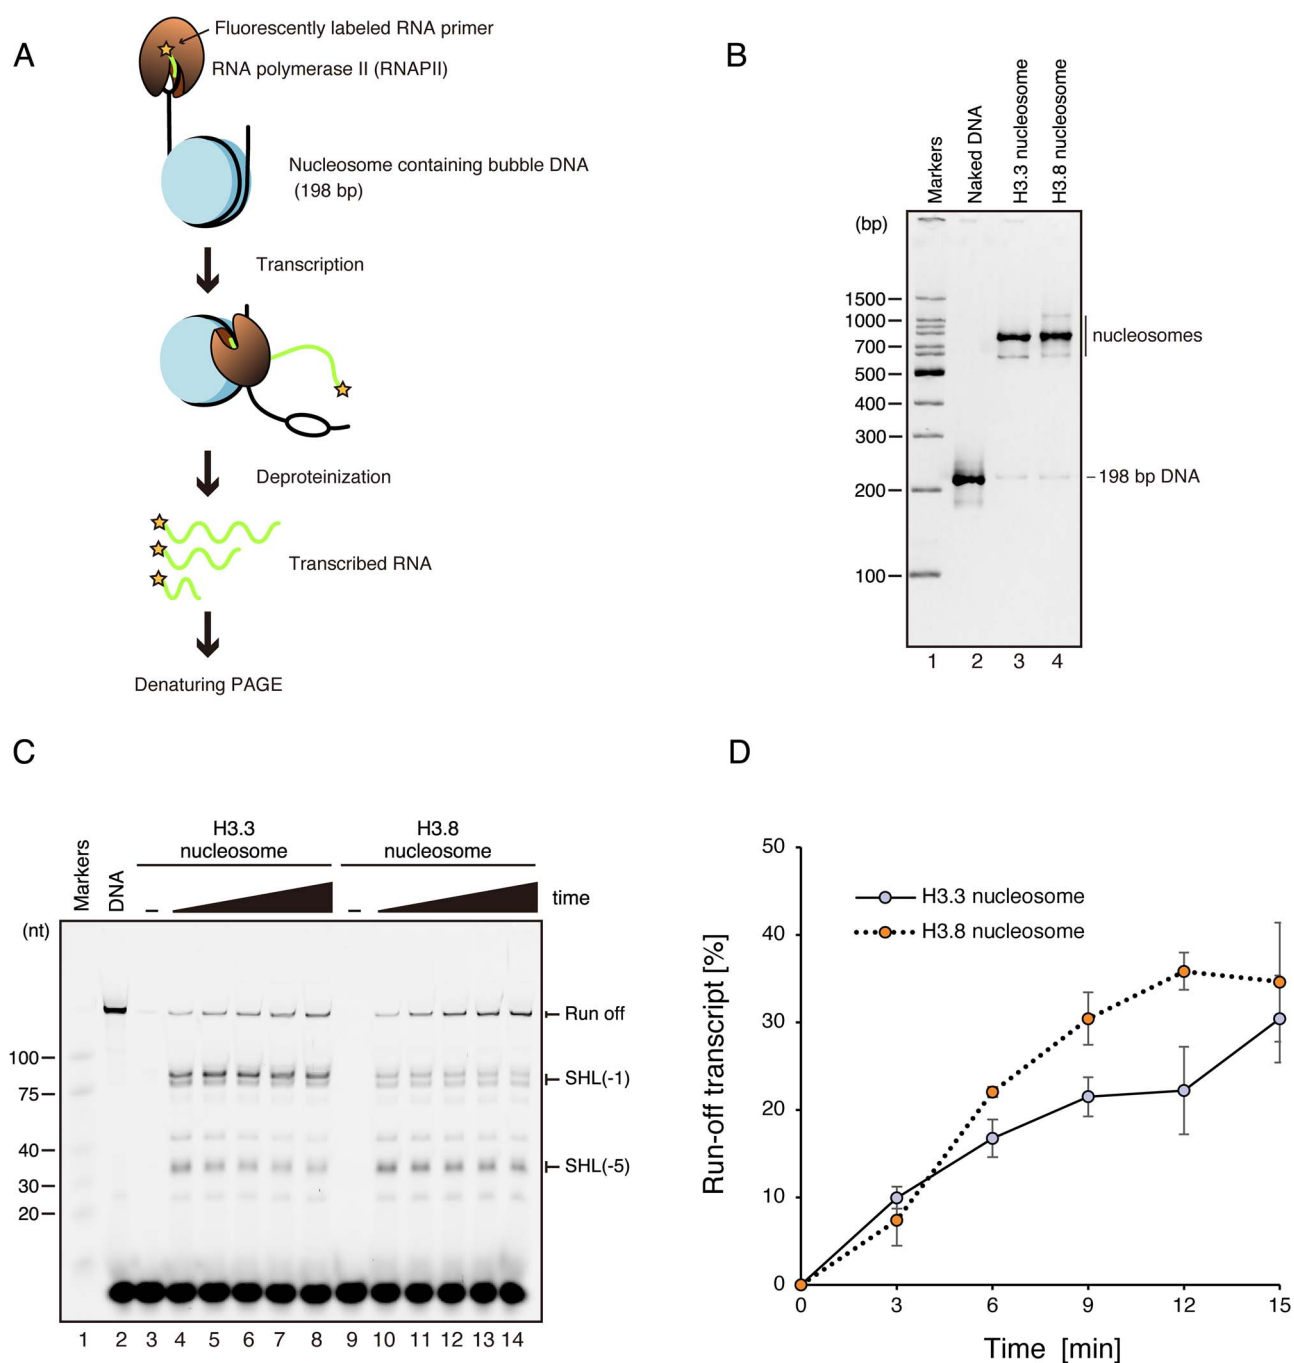 A
Fluorescently labeled RNA primer
RNA polymerase II (RNAPII)
Nucleosome containing bubble DNA
(198 bp)
Transcription
Deproteinization
Transcribed RNA
Denaturing PAGE
B
Markers
Naked DNA
H3.3 nucleosome
H3.8 nucleosome
(bp)
1500
1000
700
500
400
300
200
100
nucleosomes
198 bp DNA
1 2 3 4
C
Markers
DNA
H3.3
nucleosome
H3.8
nucleosome
– –
time
(nt)
100
75
40
30
20
Run off
SHL(-1)
SHL(-5)
1 2 3 4 5 6 7 8 9 10 11 12 13 14
D
H3.3 nucleosome
H3.8 nucleosome
Run-off transcript [%]
50
40
30
20
10
0
0 3 6 9 12 15
Time [min]